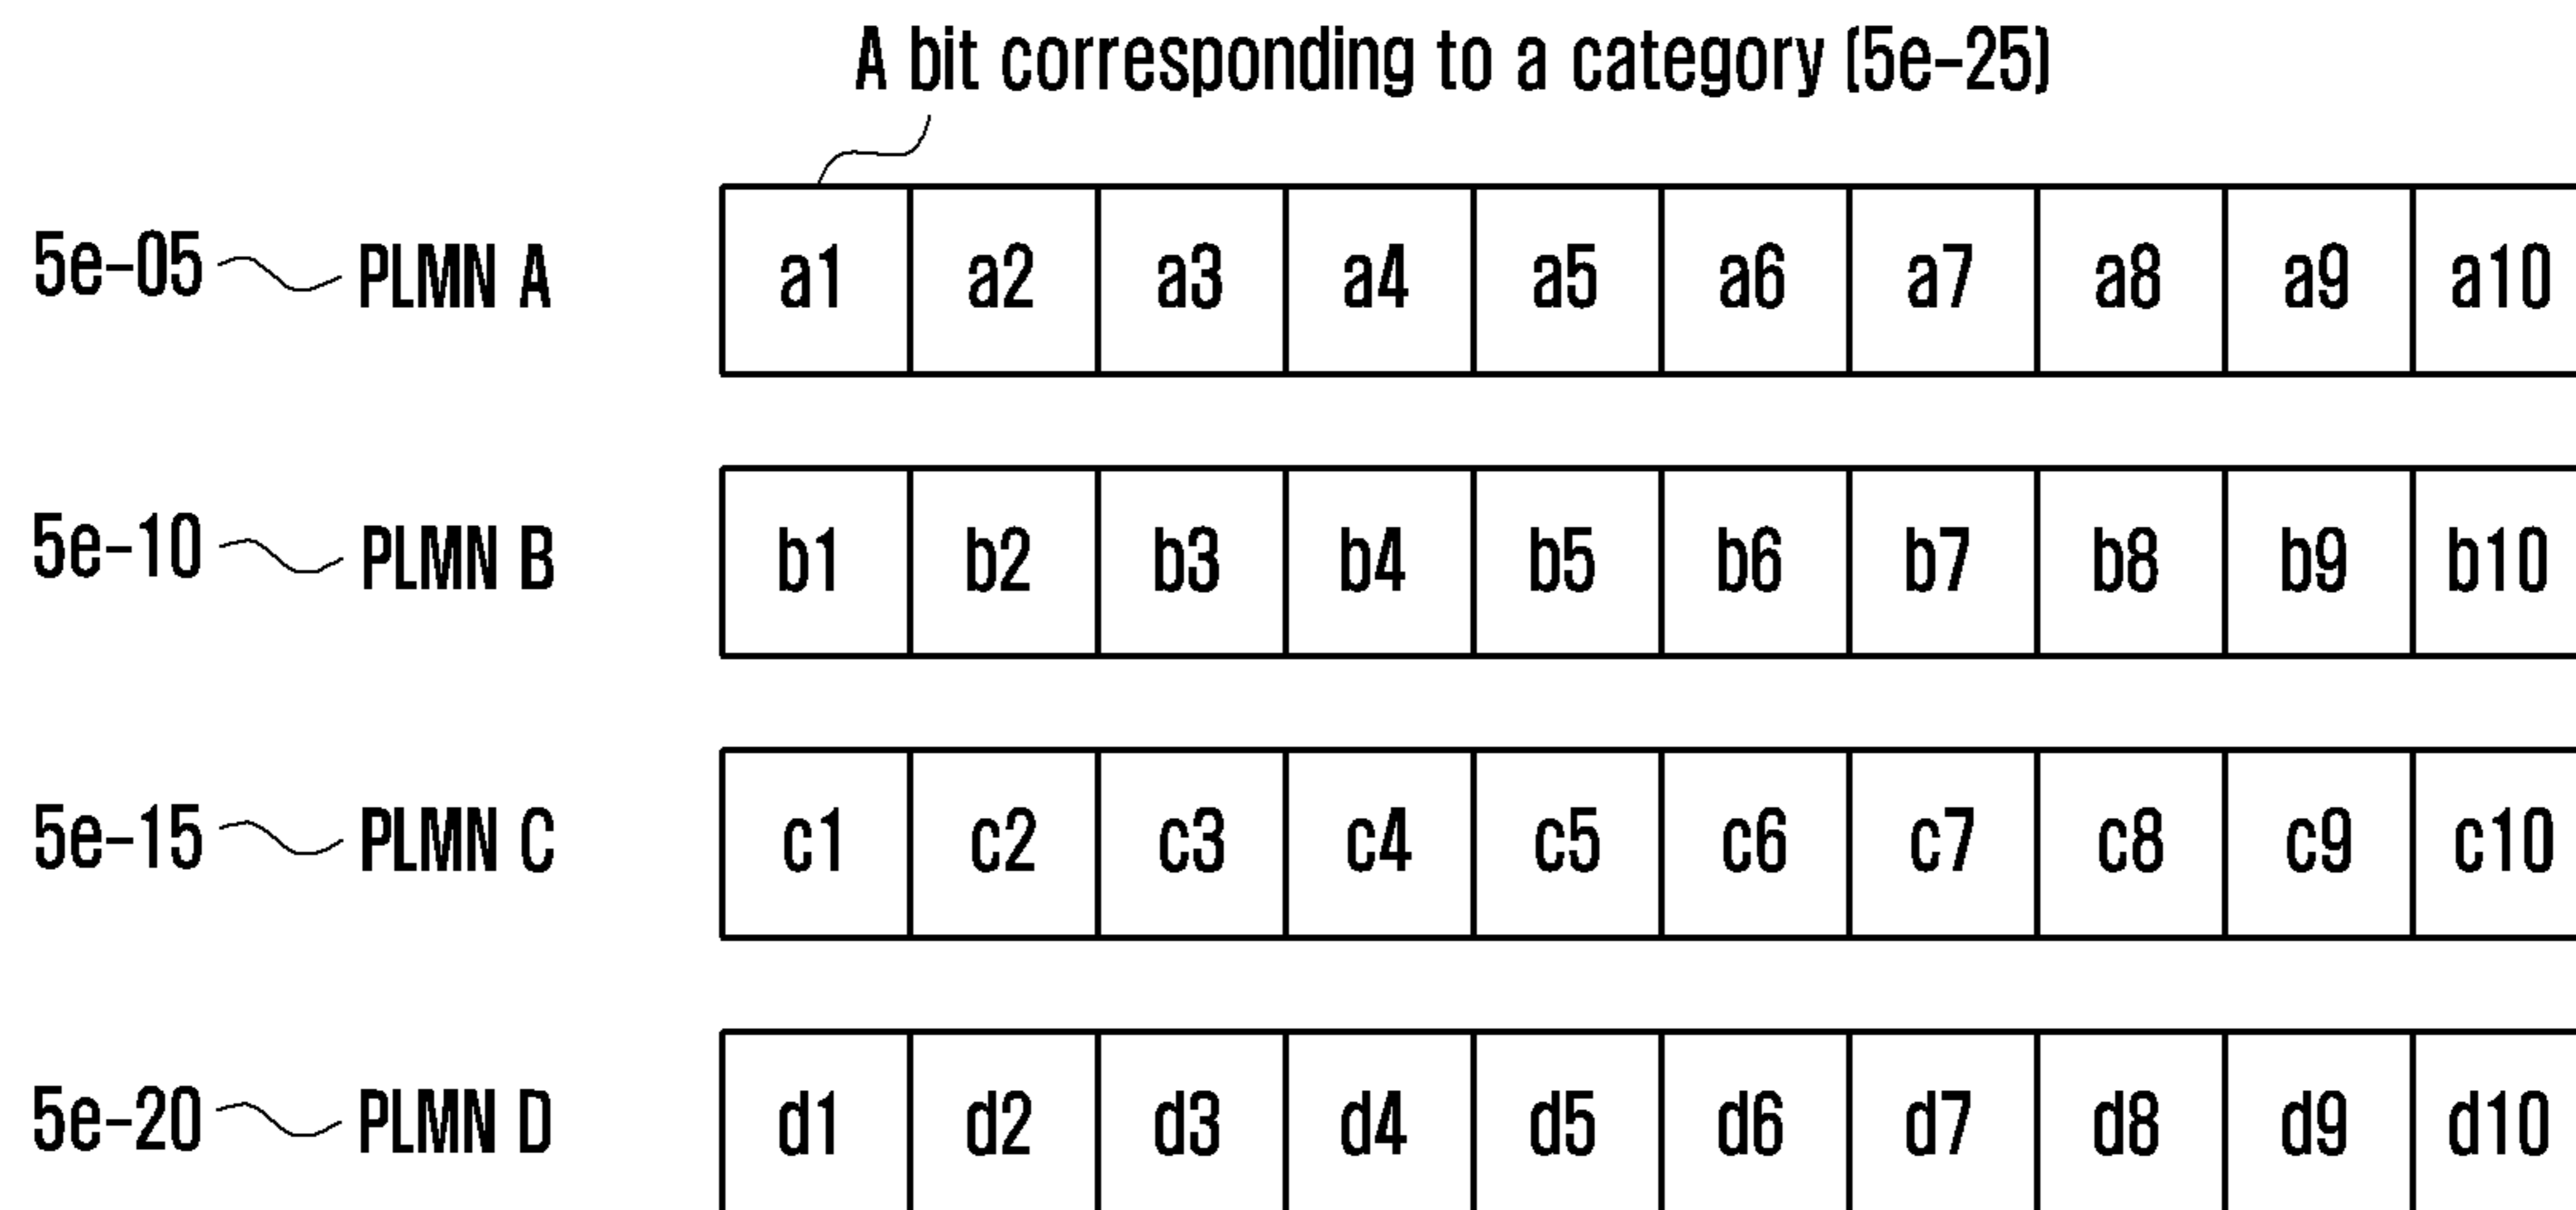 A bit corresponding to a category (5e-25)
5e-05 PLMN A a1 a2 a3 a4 a5 a6 a7 a8 a9 a10
5e-10 PLMN B b1 b2 b3 b4 b5 b6 b7 b8 b9 b10
5e-15 PLMN C c1 c2 c3 c4 c5 c6 c7 c8 c9 c10
5e-20 PLMN D d1 d2 d3 d4 d5 d6 d7 d8 d9 d10